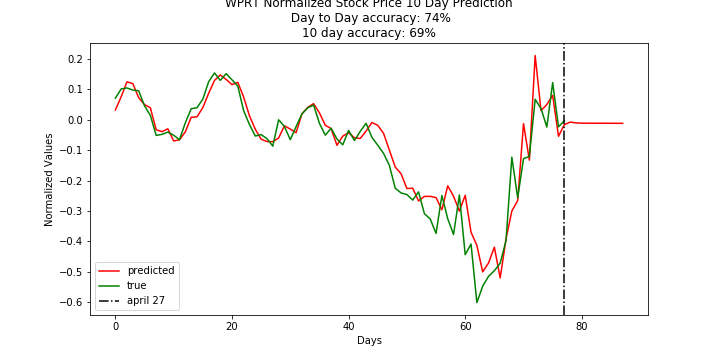 WPRT Normalized Stock Price 10 Day Prediction
Day to Day accuracy: 74%
10 day accuracy: 69%
Normalized Values
0.2
0.1
0.0
−0.1
−0.2
−0.3
−0.4
−0.5
−0.6
predicted
true
april 27
0
20
40
60
80
Days